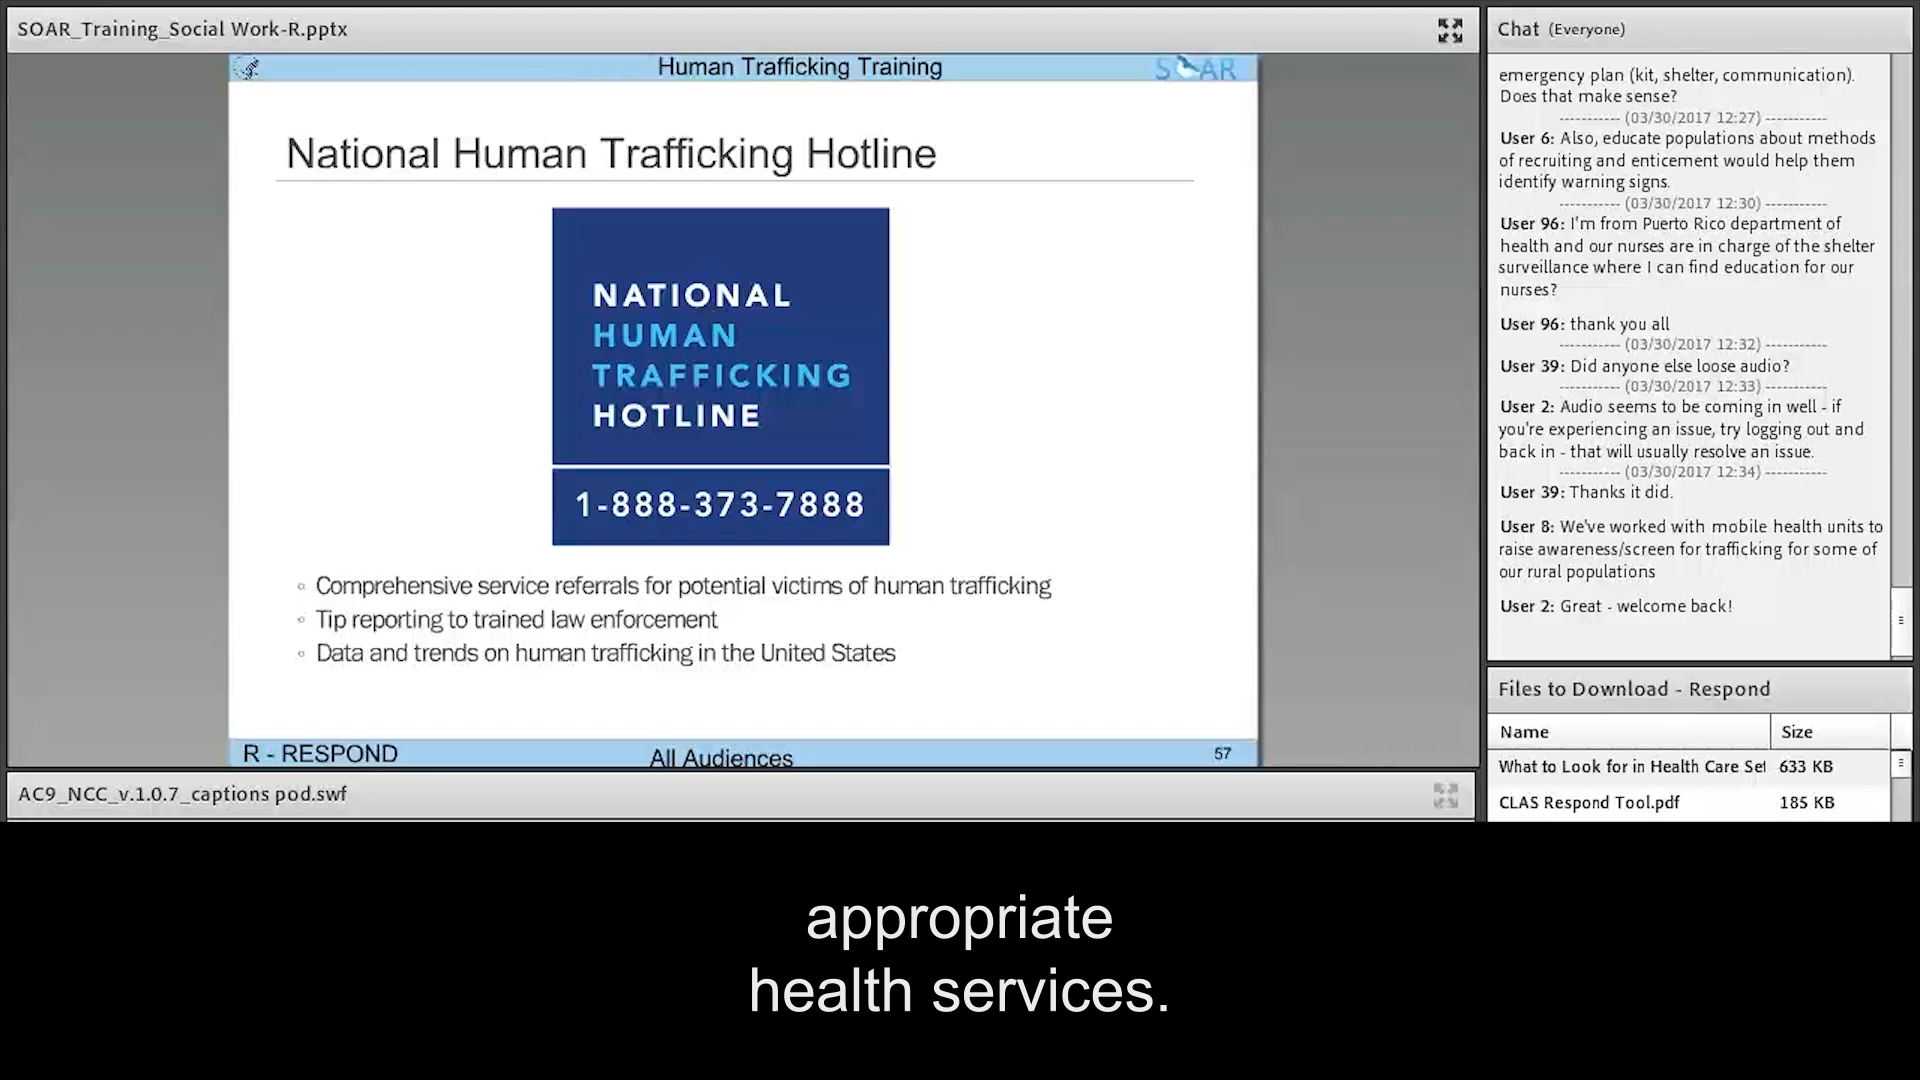 SOAR_Training_Social Work-R.pptx
Human Trafficking Training
SOAR
National Human Trafficking Hotline
NATIONAL
HUMAN
TRAFFICKING
HOTLINE
1-888-373-7888
Comprehensive service referrals for potential victims of human trafficking
Tip reporting to trained law enforcement
Data and trends on human trafficking in the United States
R - RESPOND
All Audiences
57
AC9_NCC_v.1.0.7_captions pod.swf
appropriate
health services.
Chat (Everyone)
emergency plan (kit, shelter, communication).
Does that make sense?
----------- (03/30/2017 12:27) -----------
User 6: Also, educate populations about methods
of recruiting and enticement would help them
identify warning signs.
----------- (03/30/2017 12:30) -----------
User 96: I'm from Puerto Rico department of
health and our nurses are in charge of the shelter
surveillance where I can find education for our
nurses?
User 96: thank you all
----------- (03/30/2017 12:32) -----------
User 39: Did anyone else loose audio?
----------- (03/30/2017 12:33) -----------
User 2: Audio seems to be coming in well - if
you're experiencing an issue, try logging out and
back in - that will usually resolve an issue.
----------- (03/30/2017 12:34) -----------
User 39: Thanks it did.
User 8: We've worked with mobile health units to
raise awareness/screen for trafficking for some of
our rural populations
User 2: Great - welcome back!
Files to Download - Respond
Name Size
What to Look for in Health Care Set 633 KB
CLAS Respond Tool.pdf 185 KB